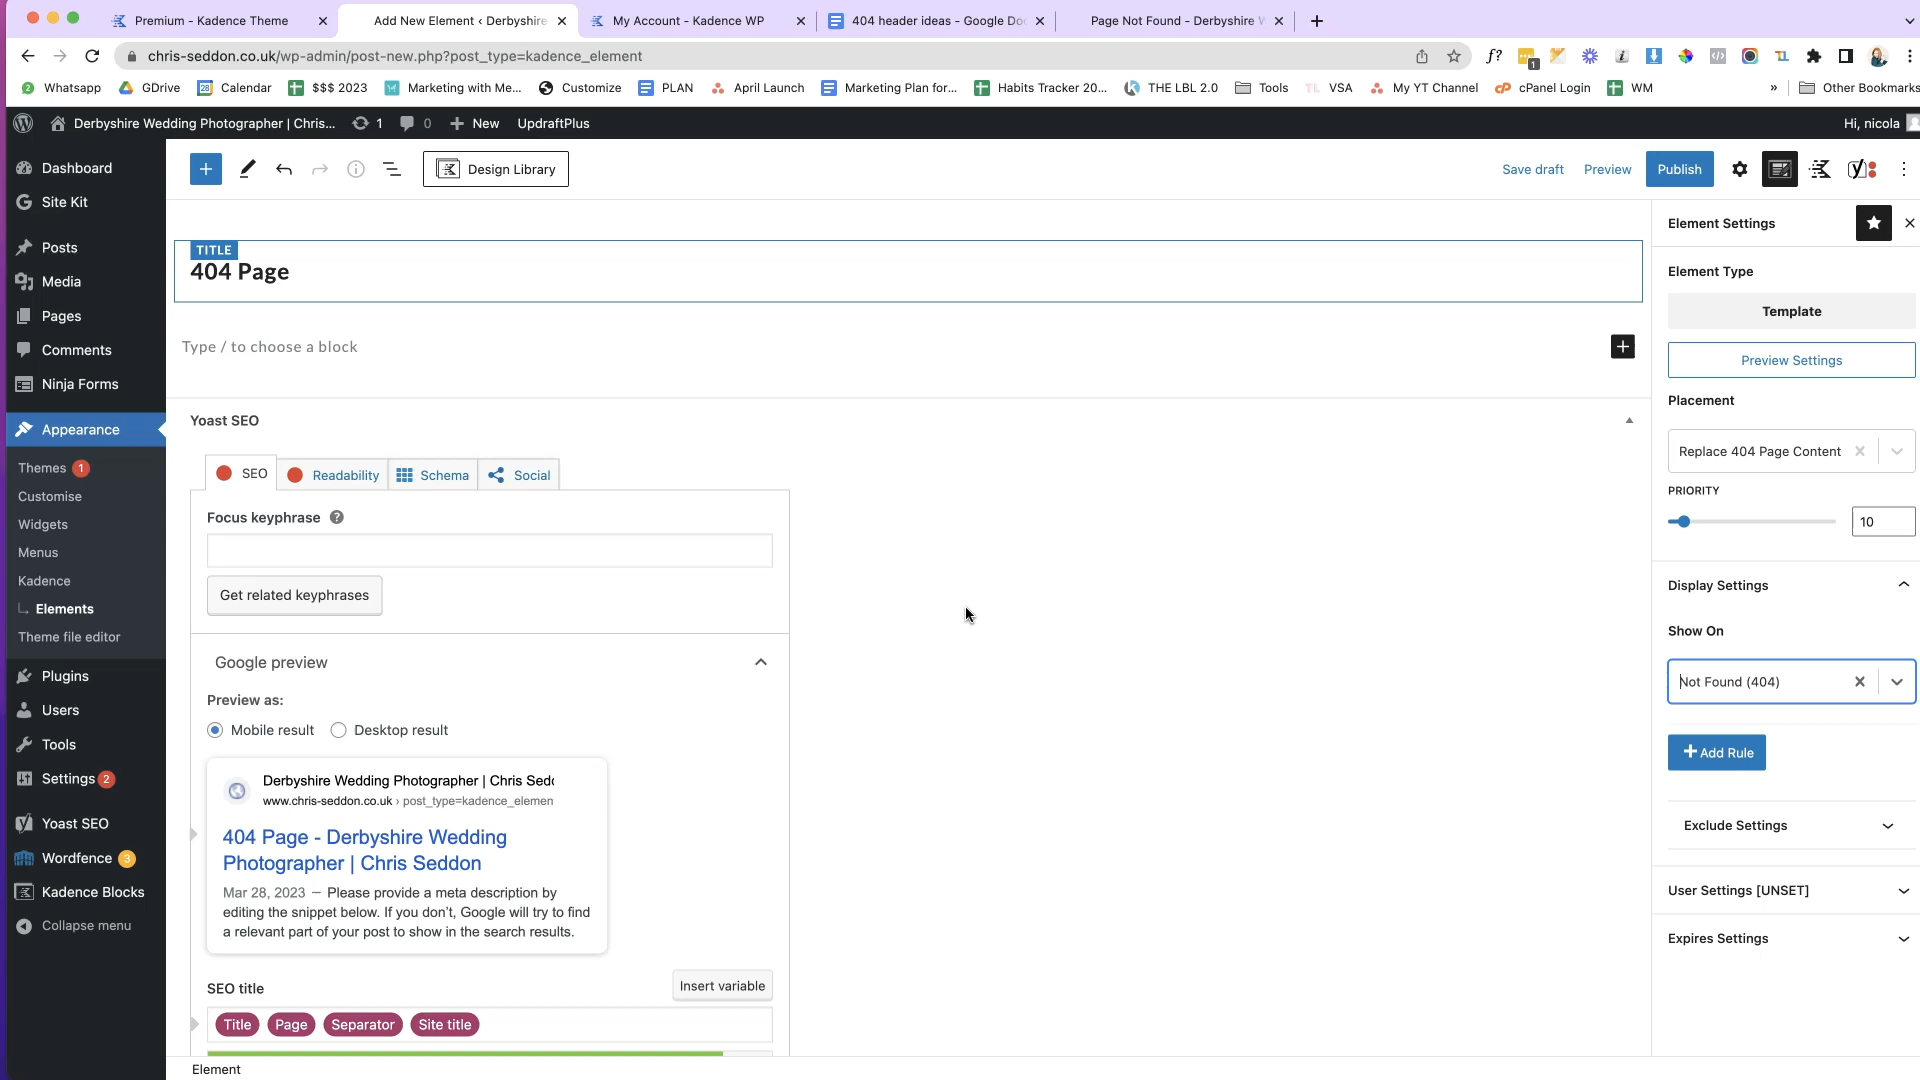 Premium - Kadence Theme
Add New Element ‹ Derbyshire
My Account - Kadence WP
404 header ideas - Google Do
Page Not Found - Derbyshire W
chris-seddon.co.uk/wp-admin/post-new.php?post_type=kadence_element
f?
1
Whatsapp
GDrive
Calendar
$$$ 2023
Marketing with Me...
Customize
PLAN
April Launch
Marketing Plan for...
Habits Tracker 20...
THE LBL 2.0
Tools
VSA
My YT Channel
cPanel Login
WM
»
Other Bookmarks
Derbyshire Wedding Photographer | Chris...
1
0
New
UpdraftPlus
Hi, nicola
Dashboard
Site Kit
Posts
Media
Pages
Comments
Ninja Forms
Appearance
Themes 1
Customise
Widgets
Menus
Kadence
Elements
Theme file editor
Plugins
Users
Tools
Settings 2
Yoast SEO
Wordfence 3
Kadence Blocks
Collapse menu
Design Library
Save draft
Preview
Publish
TITLE
404 Page
Type / to choose a block
Yoast SEO
SEO
Readability
Schema
Social
Focus keyphrase
Get related keyphrases
Google preview
Preview as:
Mobile result
Desktop result
Derbyshire Wedding Photographer | Chris Sedd
www.chris-seddon.co.uk › post_type=kadence_elemen
404 Page - Derbyshire Wedding
Photographer | Chris Seddon
Mar 28, 2023 – Please provide a meta description by
editing the snippet below. If you don't, Google will try to find
a relevant part of your post to show in the search results.
SEO title
Insert variable
Title
Page
Separator
Site title
Element
Element Settings
Element Type
Template
Preview Settings
Placement
Replace 404 Page Content
PRIORITY
10
Display Settings
Show On
Not Found (404)
Add Rule
Exclude Settings
User Settings [UNSET]
Expires Settings